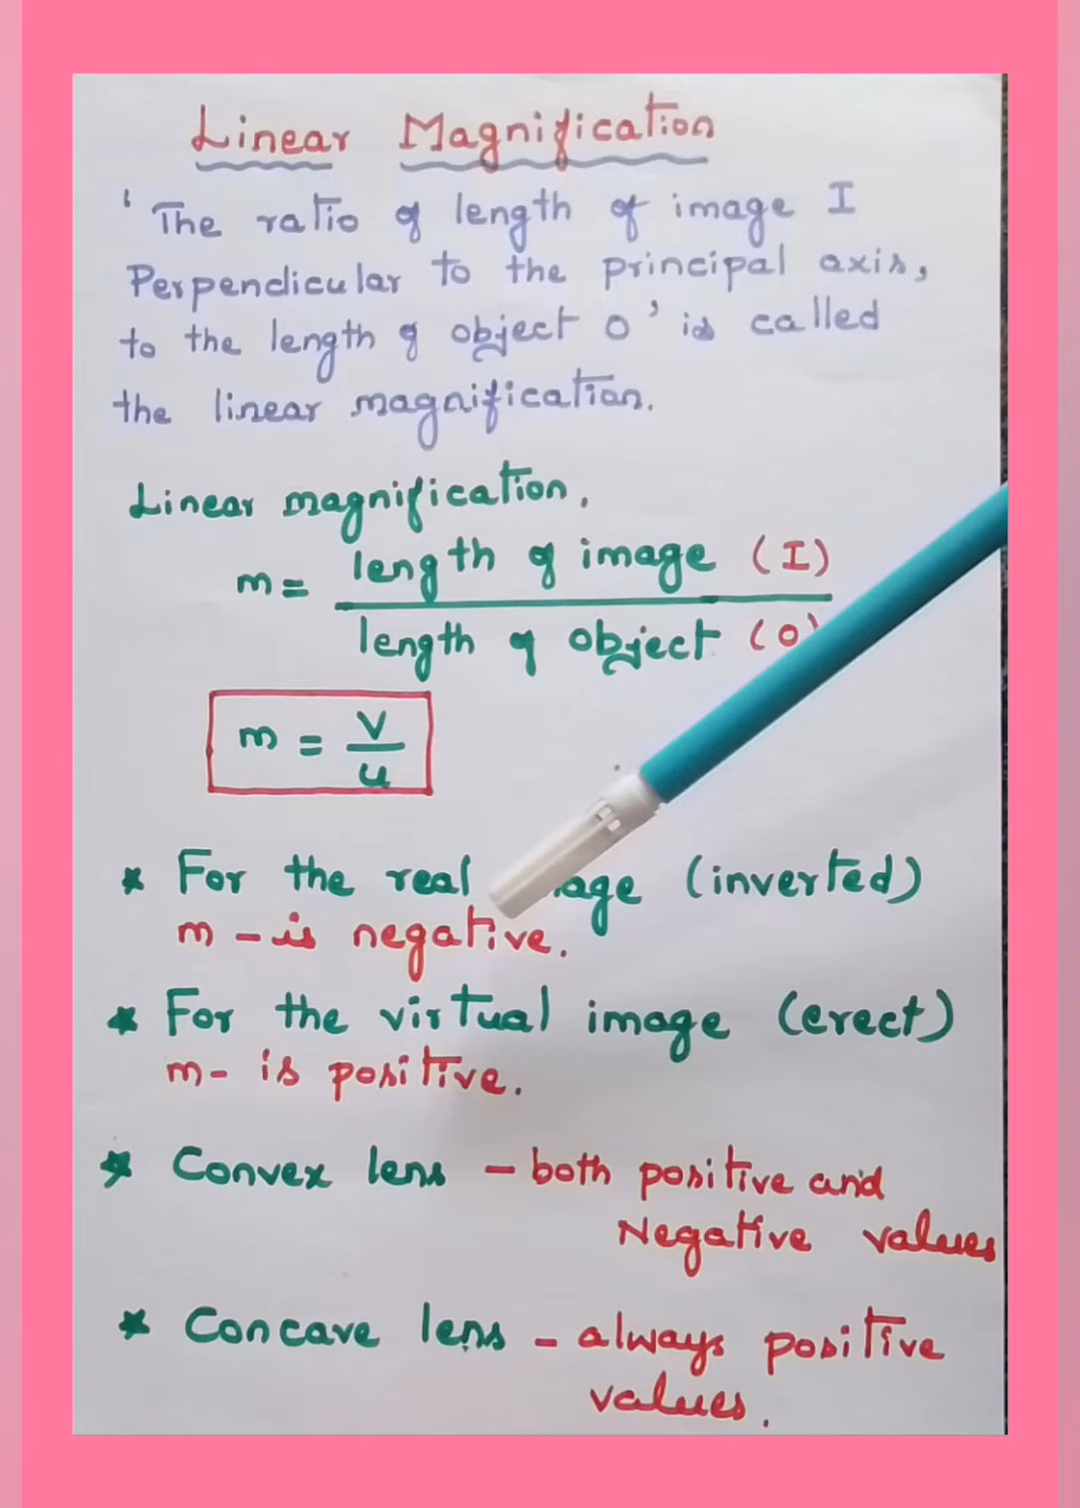 Linear Magnification
'The ratio of length of image I
Perpendicular to the principal axis,
to the length of object O' is called
the linear magnification.
Linear magnification,
m = length of image (I)
length of object (O)
m = v
u
* For the real (inverted)
m - is negative.
* For the virtual image (erect)
m - is positive.
* Convex lens - both positive and
Negative values
* Concave lens - always positive
values.